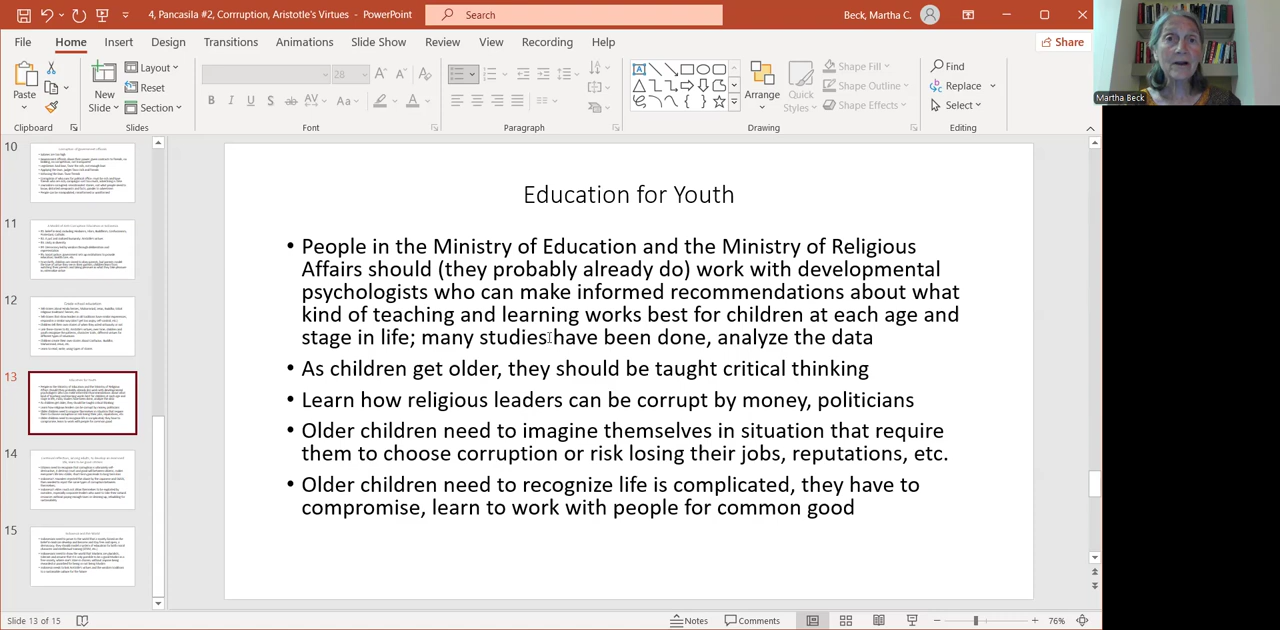 4, Pancasila #2, Corrruption, Aristotle's Virtues - PowerPoint
Search
Beck, Martha C.
File Home Insert Design Transitions Animations Slide Show Review View Recording Help
Share
Paste
New
Slide
Layout
Reset
Section
28
Arrange
Quick
Styles
Shape Fill
Shape Outline
Shape Effects
Find
Replace
Select
Clipboard
Slides
Font
Paragraph
Drawing
Editing
Martha Beck
10
11
12
13
14
15
Education for Youth
• People in the Ministry of Education and the Ministry of Religious
Affairs should (they probably already do) work with developmental
psychologists who can make informed recommendations about what
kind of teaching and learning works best for children at each age and
stage in life; many studies have been done, analyze the data
• As children get older, they should be taught critical thinking
• Learn how religious leaders can be corrupt by money, politicians
• Older children need to imagine themselves in situation that require
them to choose corruption or risk losing their jobs, reputations, etc.
• Older children need to recognize life is complicated, they have to
compromise, learn to work with people for common good
Slide 13 of 15
Notes
Comments
76%